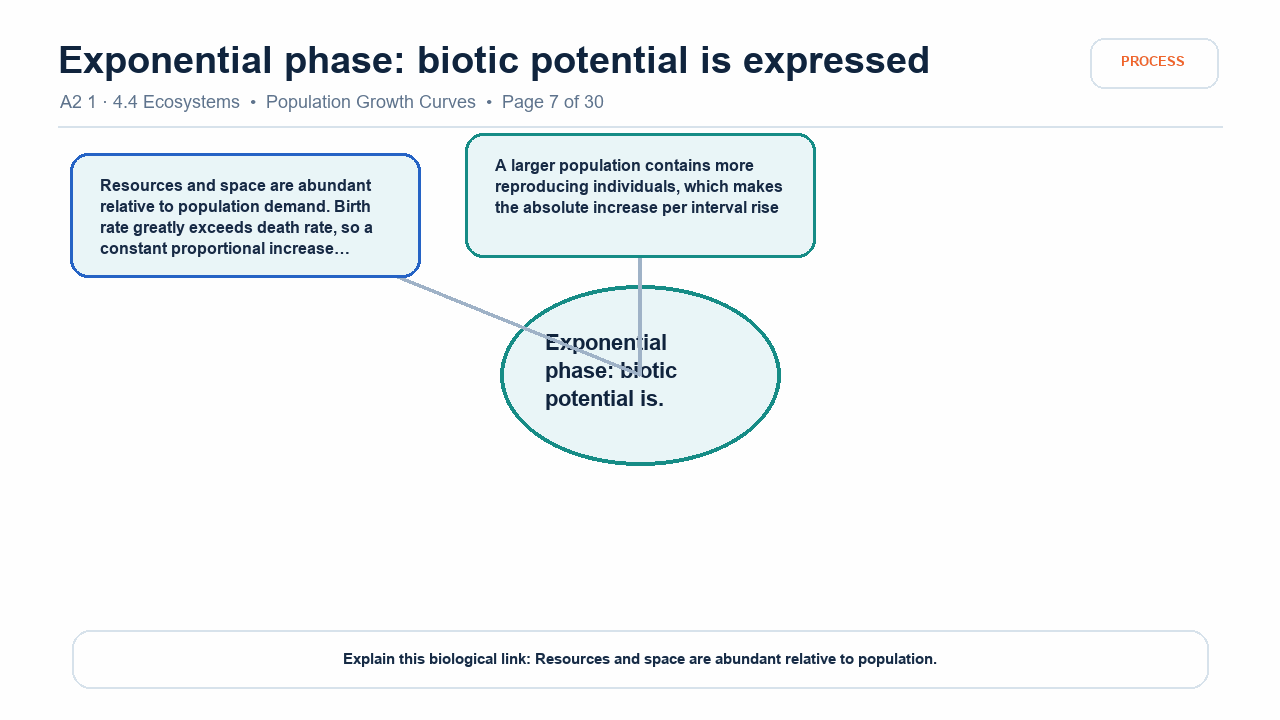 Exponential phase: biotic potential is expressed
PROCESS
A2 1 · 4.4 Ecosystems • Population Growth Curves • Page 7 of 30
Resources and space are abundant
relative to population demand. Birth
rate greatly exceeds death rate, so a
constant proportional increase…
A larger population contains more
reproducing individuals, which makes
the absolute increase per interval rise
Exponential
phase: biotic
potential is.
Explain this biological link: Resources and space are abundant relative to population.